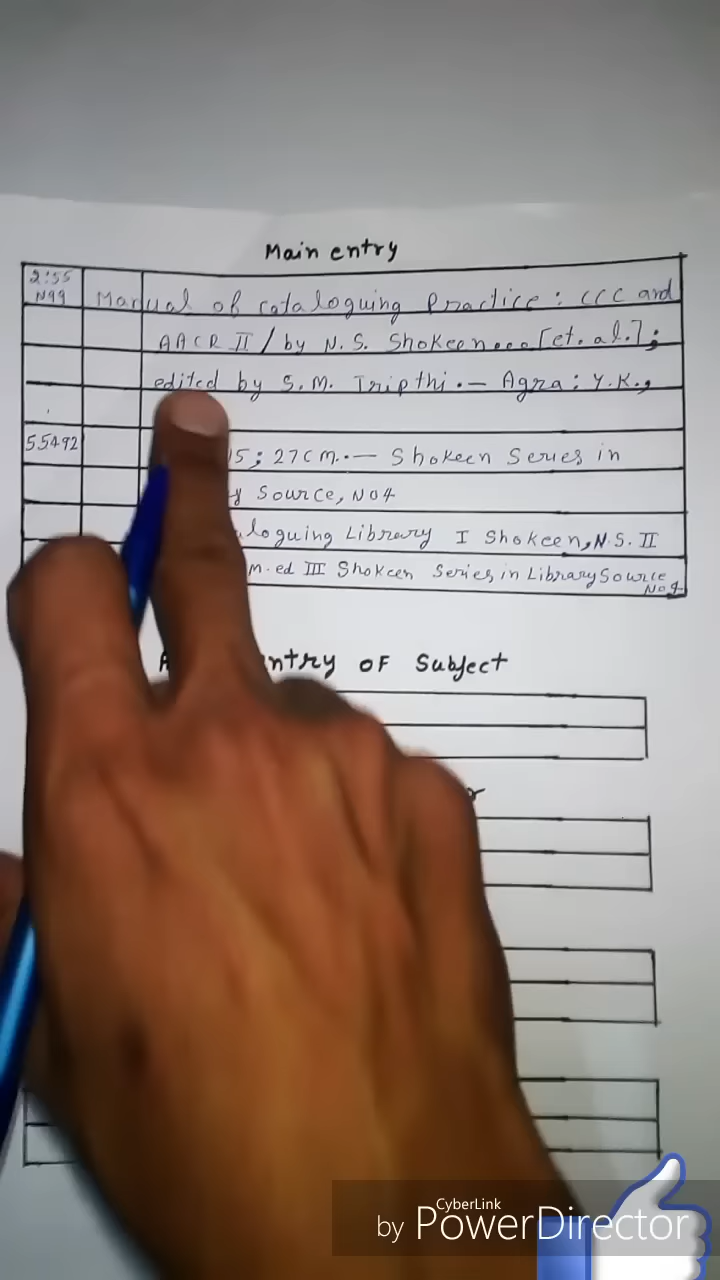 Main entry
2:55
N99
Manual of cataloguing Practice: CCC and
AACR II / by N.S. Shokeen... [et. al.];
edited by S.M. Tripthi. — Agra: Y.K.,
55492
15; 27cm. — Shokeen Series in
y Source, No4
loguing Library I Shokeen, N.S. II
M. ed III Shokeen Series in Library Source
No 4
ntry OF Subject
CyberLink
by PowerDirector